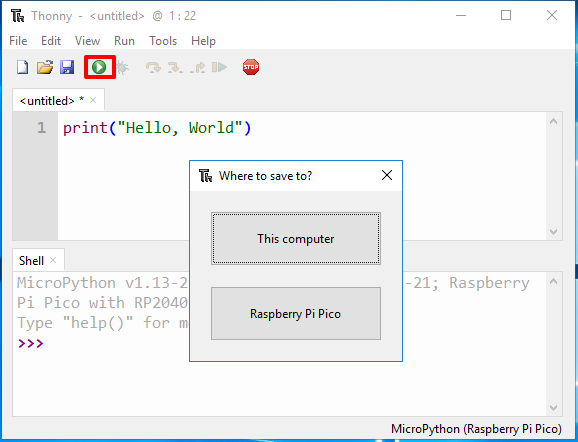 Thonny - <untitled> @ 1:22
File Edit View Run Tools Help
STOP
<untitled> *
1 print("Hello, World")
Where to save to?
This computer
Raspberry Pi Pico
Shell
MicroPython v1.13-2 -21; Raspberry
Pi Pico with RP2040
Type "help()" for m
>>>
MicroPython (Raspberry Pi Pico)